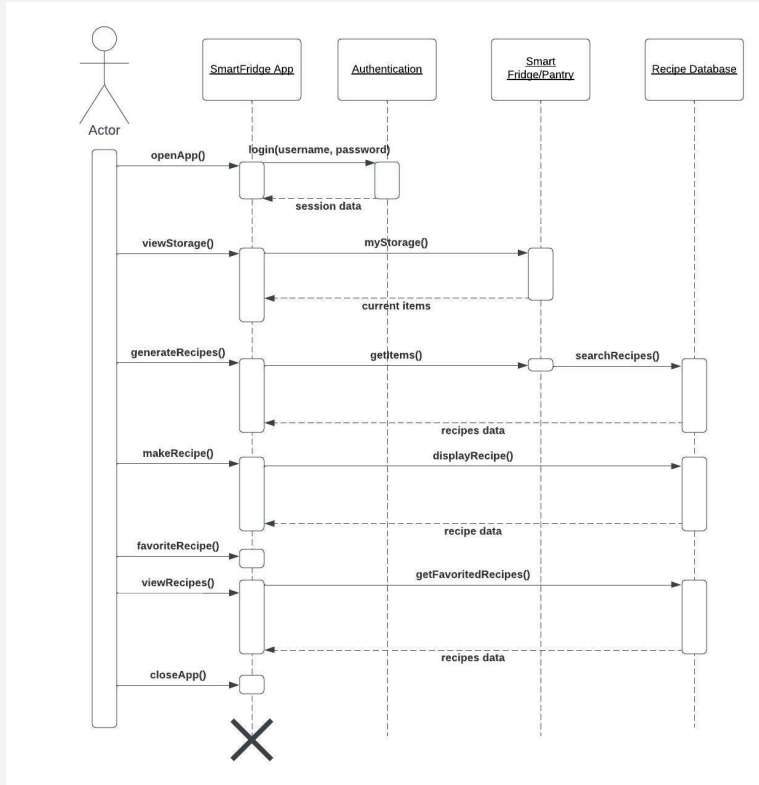 SmartFridge App
Authentication
Smart
Fridge/Pantry
Recipe Database
Actor
openApp()
login(username, password)
session data
viewStorage()
myStorage()
current items
generateRecipes()
getItems()
searchRecipes()
recipes data
makeRecipe()
displayRecipe()
recipe data
favoriteRecipe()
viewRecipes()
getFavoritedRecipes()
recipes data
closeApp()